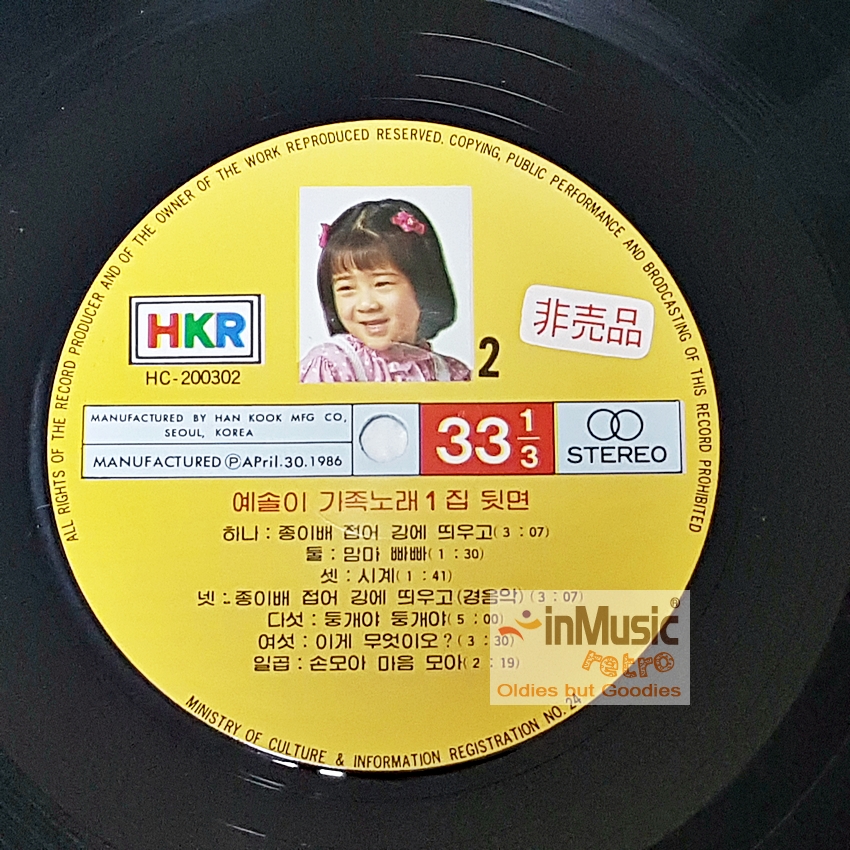 ALL RIGHTS OF THE RECORD PRODUCER AND OF THE OWNER OF THE WORK REPRODUCED RESERVED. COPYING, PUBLIC PERFORMANCE AND BRODCASTING OF THIS RECORD PROHIBITED
HKR
HC-200302
2
非売品
MANUFACTURED BY HAN KOOK MFG CO,
SEOUL, KOREA
MANUFACTURED ⓟ APril.30.1986
33 1/3
STEREO
예솔이 가족노래 1 집 뒷면
하나 : 종이배 접어 강에 띄우고 (3 : 07)
둘 : 맘마 빠빠 (1 : 30)
셋 : 시계 (1 : 41)
넷 : 종이배 접어 강에 띄우고 (경음악) (3 : 07)
다섯 : 둥개야 둥개야 (5 : 00)
여섯 : 이게 무엇이오? (3 : 30)
일곱 : 손모아 마음 모아 (2 : 19)
inMusic®
retro
Oldies but Goodies
MINISTRY OF CULTURE & INFORMATION REGISTRATION NO. 24